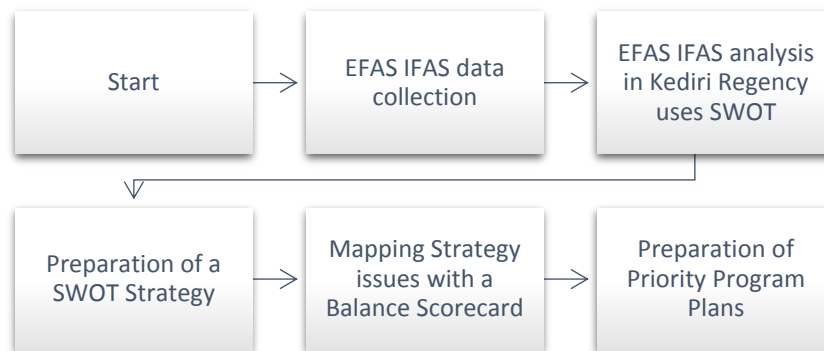 Start
EFAS IFAS data
collection
EFAS IFAS analysis
in Kediri Regency
uses SWOT
Preparation of a
SWOT Strategy
Mapping Strategy
issues with a
Balance Scorecard
Preparation of
Priority Program
Plans